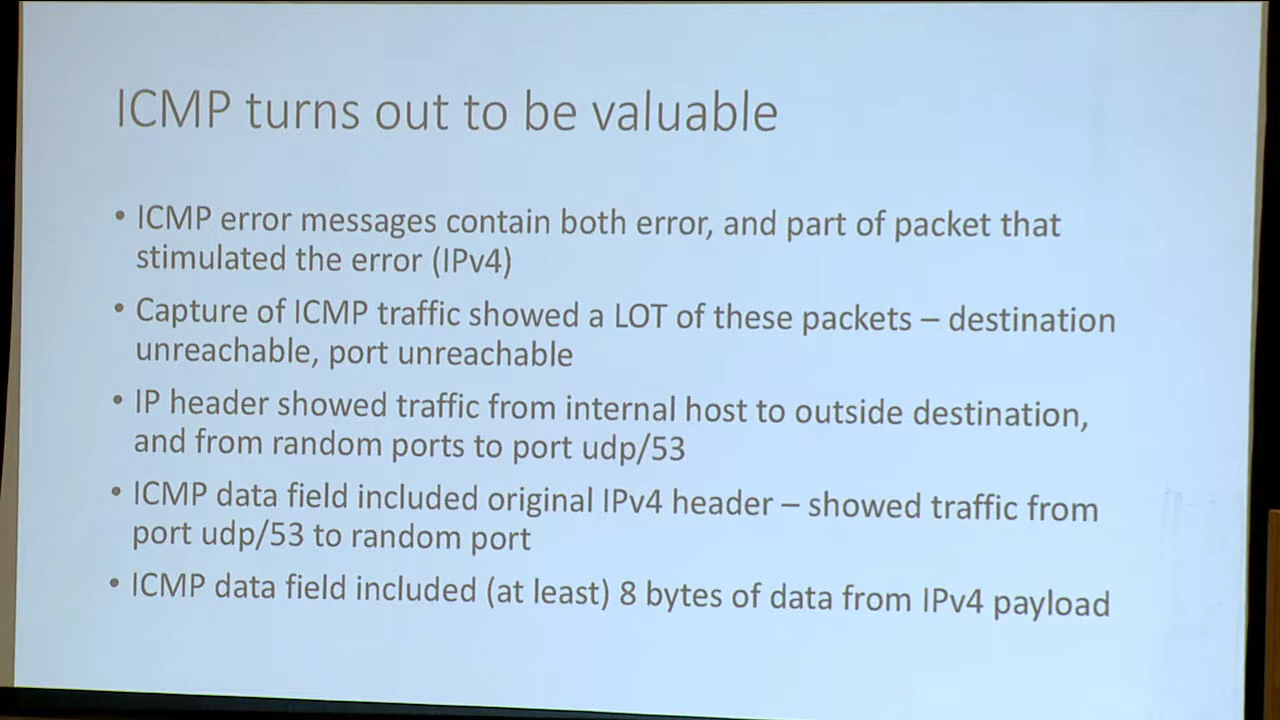 ICMP turns out to be valuable
• ICMP error messages contain both error, and part of packet that
stimulated the error (IPv4)
• Capture of ICMP traffic showed a LOT of these packets – destination
unreachable, port unreachable
• IP header showed traffic from internal host to outside destination,
and from random ports to port udp/53
• ICMP data field included original IPv4 header – showed traffic from
port udp/53 to random port
• ICMP data field included (at least) 8 bytes of data from IPv4 payload